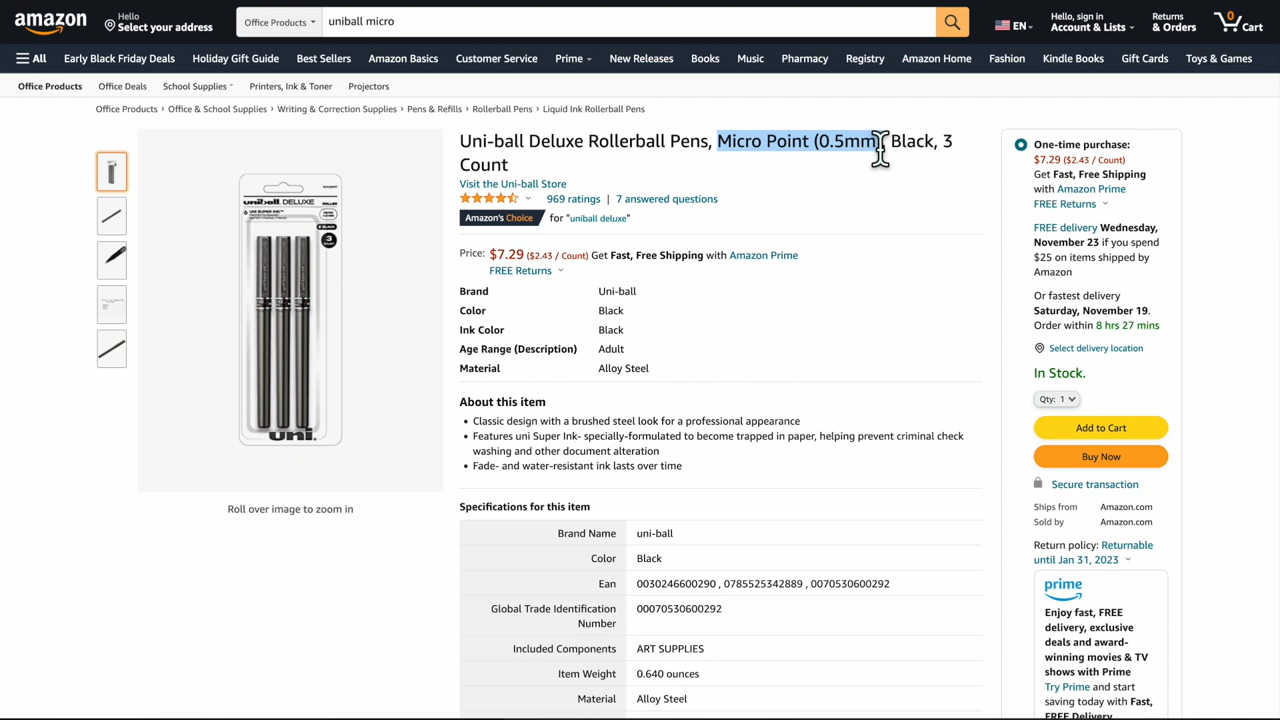 amazon
Hello
Select your address
Office Products
uniball micro
EN
Hello, sign in
Account & Lists
Returns
& Orders
0
Cart
All
Early Black Friday Deals
Holiday Gift Guide
Best Sellers
Amazon Basics
Customer Service
Prime
New Releases
Books
Music
Pharmacy
Registry
Amazon Home
Fashion
Kindle Books
Gift Cards
Toys & Games
Office Products
Office Deals
School Supplies
Printers, Ink & Toner
Projectors
Office Products › Office & School Supplies › Writing & Correction Supplies › Pens & Refills › Rollerball Pens › Liquid Ink Rollerball Pens
uniball DELUXE
ROLLER
UNI SUPER INK
BLACK
3
COUNT
uni
Roll over image to zoom in
Uni-ball Deluxe Rollerball Pens, Micro Point (0.5mm), Black, 3
Count
Visit the Uni-ball Store
969 ratings | 7 answered questions
Amazon's Choice for "uniball deluxe"
Price: $7.29 ($2.43 / Count) Get Fast, Free Shipping with Amazon Prime
FREE Returns
Brand Uni-ball
Color Black
Ink Color Black
Age Range (Description) Adult
Material Alloy Steel
About this item
• Classic design with a brushed steel look for a professional appearance
• Features uni Super Ink- specially-formulated to become trapped in paper, helping prevent criminal check
washing and other document alteration
• Fade- and water-resistant ink lasts over time
Specifications for this item
Brand Name uni-ball
Color Black
Ean 0030246600290 , 0785525342889 , 0070530600292
Global Trade Identification
Number
00070530600292
Included Components ART SUPPLIES
Item Weight 0.640 ounces
Material Alloy Steel
One-time purchase:
$7.29 ($2.43 / Count)
Get Fast, Free Shipping
with Amazon Prime
FREE Returns
FREE delivery Wednesday,
November 23 if you spend
$25 on items shipped by
Amazon
Or fastest delivery
Saturday, November 19.
Order within 8 hrs 27 mins
Select delivery location
In Stock.
Qty: 1
Add to Cart
Buy Now
Secure transaction
Ships from Amazon.com
Sold by Amazon.com
Return policy: Returnable
until Jan 31, 2023
prime
Enjoy fast, FREE
delivery, exclusive
deals and award-
winning movies & TV
shows with Prime
Try Prime and start
saving today with Fast,
FREE Delivery